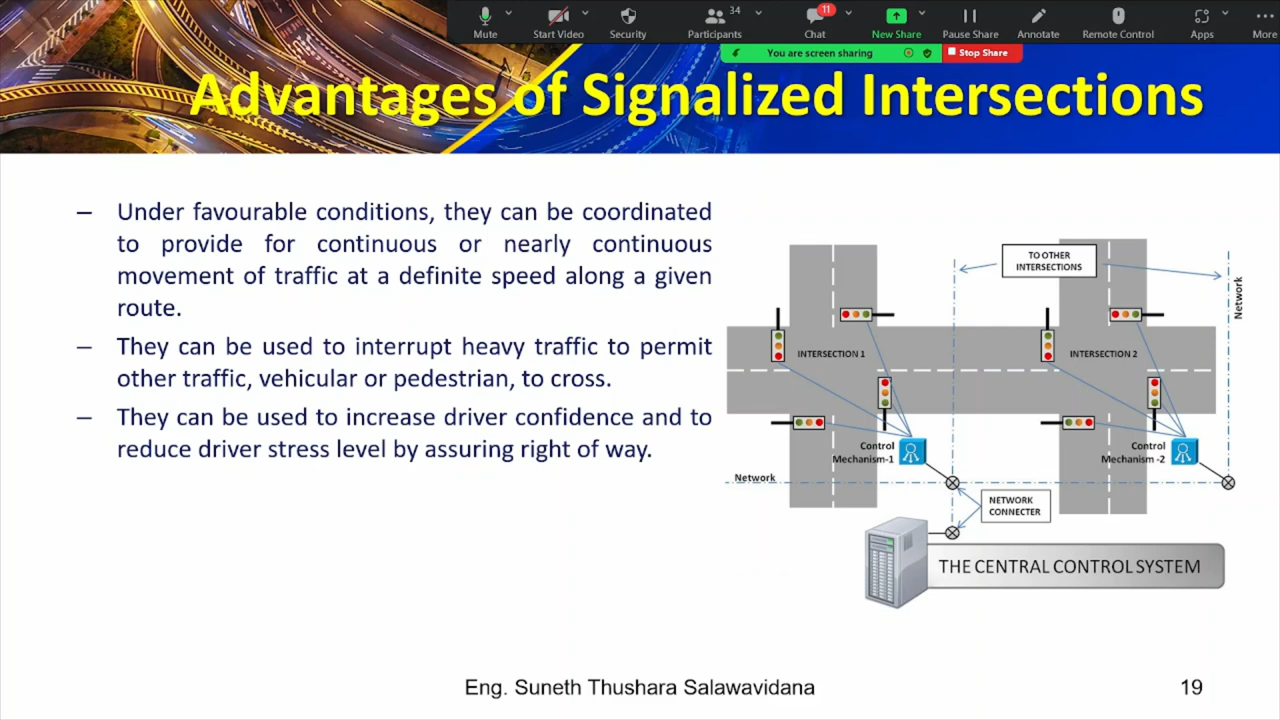 Mute
Start Video
Security
34
Participants
11
Chat
New Share
Pause Share
Annotate
Remote Control
Apps
More
You are screen sharing
Stop Share
Advantages of Signalized Intersections
– Under favourable conditions, they can be coordinated
to provide for continuous or nearly continuous
movement of traffic at a definite speed along a given
route.
– They can be used to interrupt heavy traffic to permit
other traffic, vehicular or pedestrian, to cross.
– They can be used to increase driver confidence and to
reduce driver stress level by assuring right of way.
TO OTHER
INTERSECTIONS
Network
INTERSECTION 1
INTERSECTION 2
Control
Mechanism-1
Control
Mechanism -2
Network
NETWORK
CONNECTER
THE CENTRAL CONTROL SYSTEM
Eng. Suneth Thushara Salawavidana
19